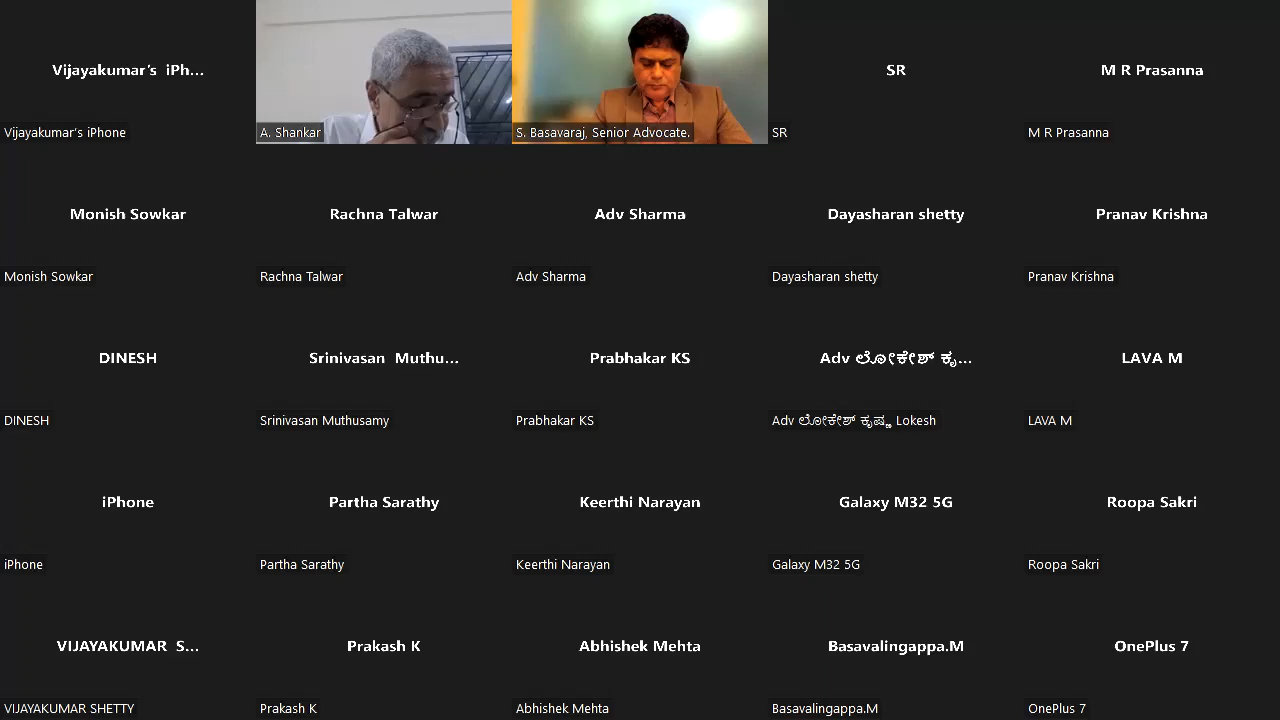 Vijayakumar's iPh...
SR
M R Prasanna
Vijayakumar's iPhone
A. Shankar
S. Basavaraj, Senior Advocate.
SR
M R Prasanna
Monish Sowkar
Rachna Talwar
Adv Sharma
Dayasharan shetty
Pranav Krishna
Monish Sowkar
Rachna Talwar
Adv Sharma
Dayasharan shetty
Pranav Krishna
DINESH
Srinivasan Muthu...
Prabhakar KS
Adv ಲೋಕೇಶ್ ಕೃ...
LAVA M
DINESH
Srinivasan Muthusamy
Prabhakar KS
Adv ಲೋಕೇಶ್ ಕೃಷ್ಣ Lokesh
LAVA M
iPhone
Partha Sarathy
Keerthi Narayan
Galaxy M32 5G
Roopa Sakri
iPhone
Partha Sarathy
Keerthi Narayan
Galaxy M32 5G
Roopa Sakri
VIJAYAKUMAR S...
Prakash K
Abhishek Mehta
Basavalingappa.M
OnePlus 7
VIJAYAKUMAR SHETTY
Prakash K
Abhishek Mehta
Basavalingappa.M
OnePlus 7